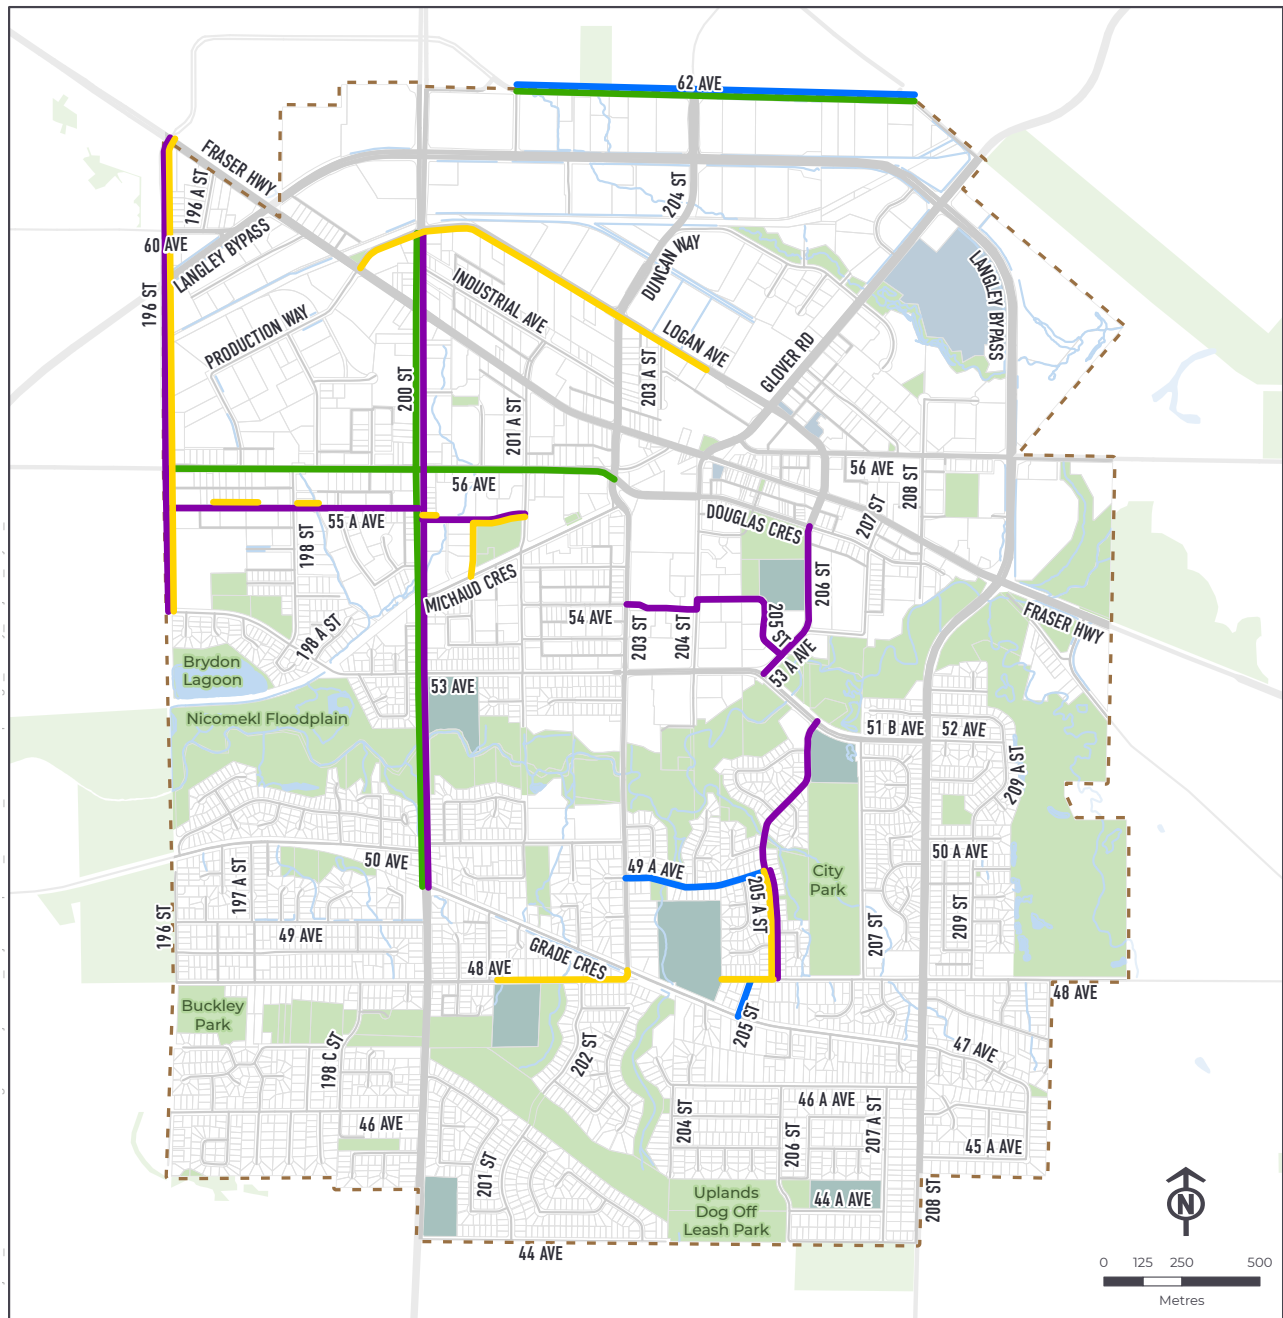 62 AVE
FRASER HWY
196 A ST
204 ST
60 AVE
LANGLEY BYPASS
DUNCAN WAY
LANGLEY BYPASS
196 ST
INDUSTRIAL AVE
PRODUCTION WAY
LOGAN AVE
GLOVER RD
203 A ST
200 ST
201 A ST
56 AVE
208 ST
56 AVE
207 ST
55 A AVE
DOUGLAS CRES
198 ST
MICHAUD CRES
206 ST
54 AVE
203 ST
204 ST
205 ST
FRASER HWY
198 A ST
53 A AVE
Brydon
Lagoon
53 AVE
Nicomekl Floodplain
51 B AVE
52 AVE
209 A ST
50 AVE
49 A AVE
50 A AVE
197 A ST
City
Park
205 A ST
209 ST
196 ST
49 AVE
207 ST
GRADE CRES
48 AVE
48 AVE
Buckley
Park
205 ST
202 ST
198 C ST
47 AVE
46 A AVE
46 AVE
204 ST
207 A ST
206 ST
45 A AVE
201 ST
Uplands
Dog Off
Leash Park
44 A AVE
208 ST
N
44 AVE
0 125 250 500
Metres